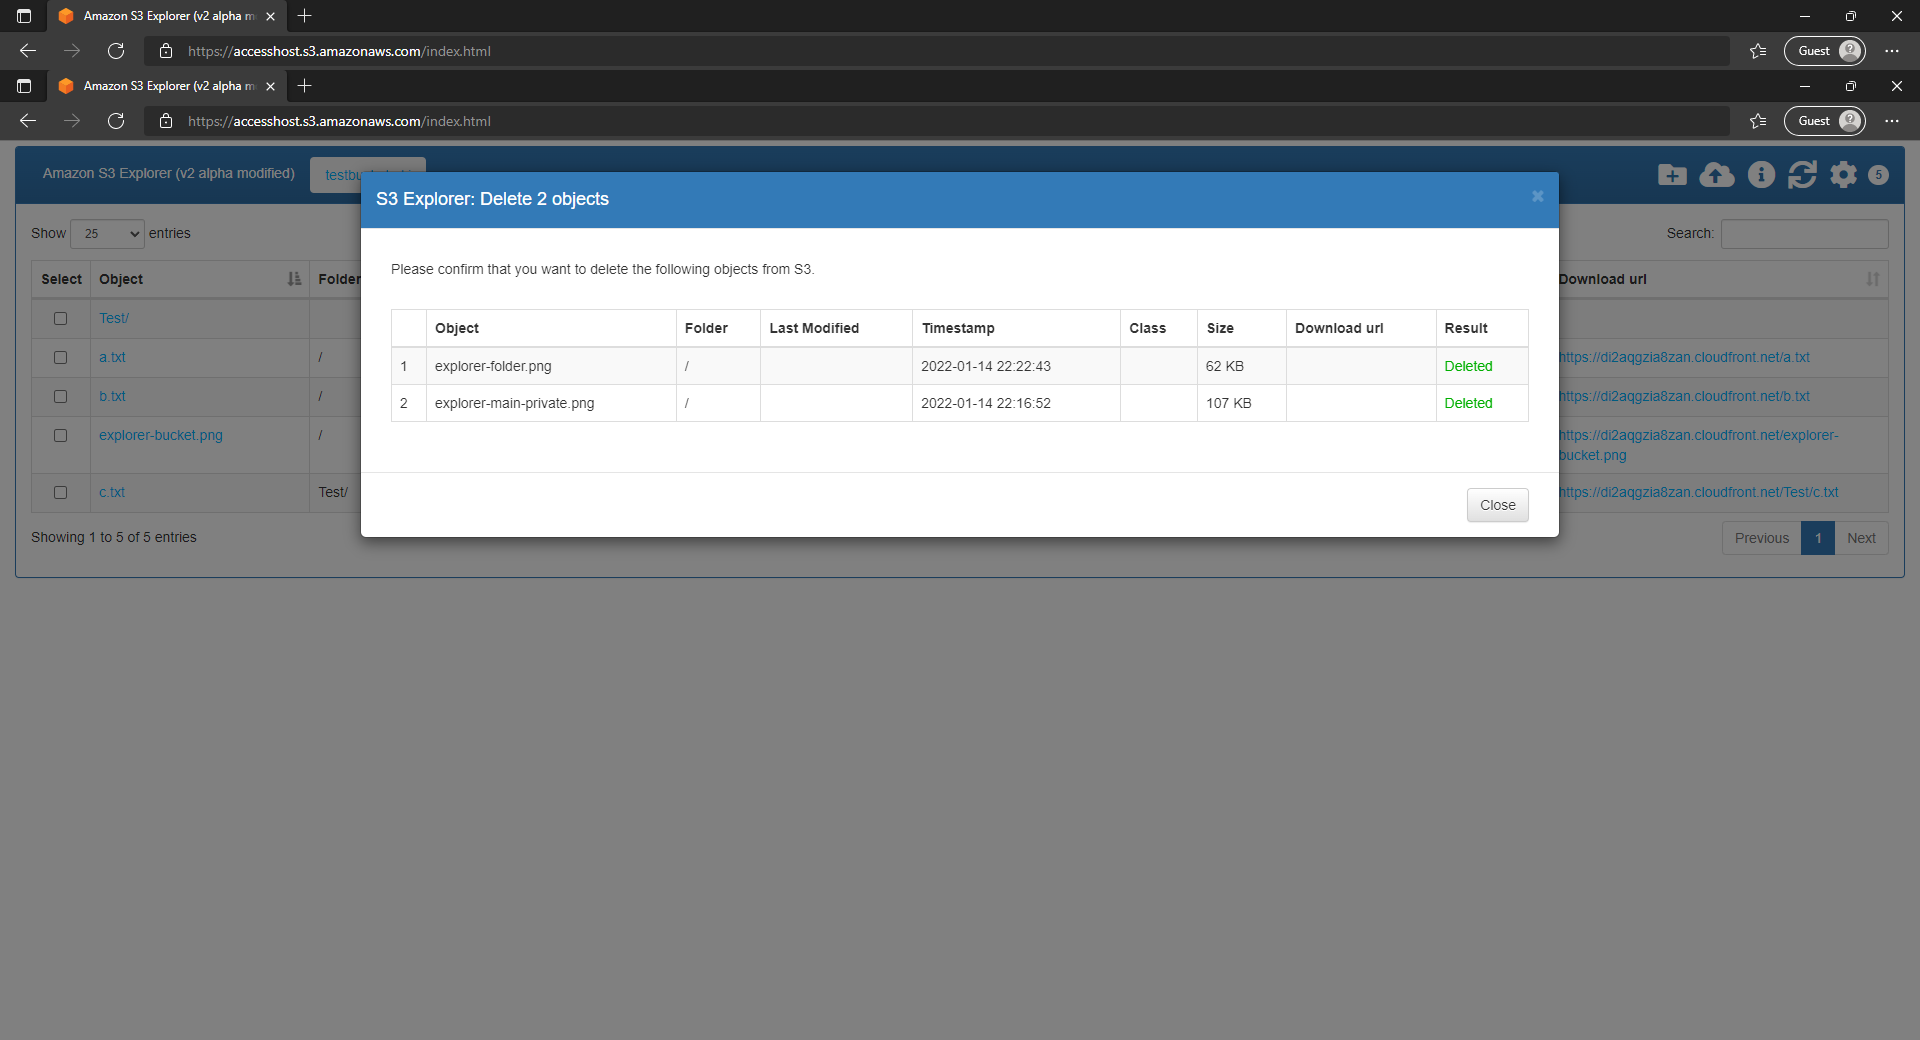 Amazon S3 Explorer (v2 alpha m
https://accesshost.s3.amazonaws.com/index.html
Guest
Amazon S3 Explorer (v2 alpha m
https://accesshost.s3.amazonaws.com/index.html
Guest
Amazon S3 Explorer (v2 alpha modified)
5
S3 Explorer: Delete 2 objects
Show 25 entries
Search:
Select Object Folder Download url
Please confirm that you want to delete the following objects from S3.
Object Folder Last Modified Timestamp Class Size Download url Result
1 explorer-folder.png / 2022-01-14 22:22:43 62 KB Deleted
2 explorer-main-private.png / 2022-01-14 22:16:52 107 KB Deleted
Close
Test/
a.txt / https://di2aqgzia8zan.cloudfront.net/a.txt
b.txt / https://di2aqgzia8zan.cloudfront.net/b.txt
explorer-bucket.png / https://di2aqgzia8zan.cloudfront.net/explorer-
bucket.png
c.txt Test/ https://di2aqgzia8zan.cloudfront.net/Test/c.txt
Showing 1 to 5 of 5 entries
Previous 1 Next